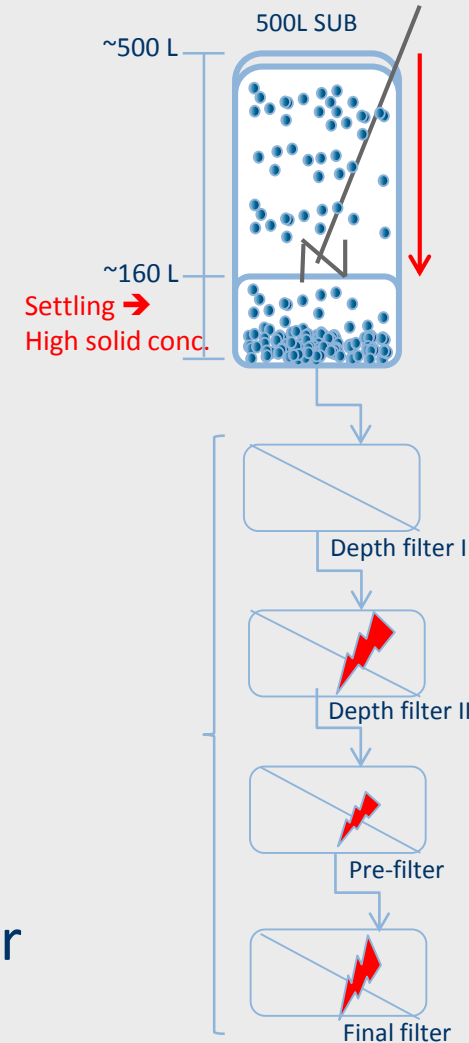 500L SUB
~500 L
~160 L
Settling ➔
High solid conc.
Depth filter I
Depth filter II
Pre-filter
r
Final filter